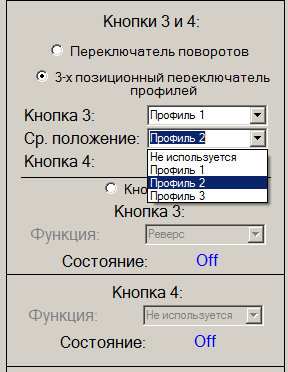 Кнопки 3 и 4:
Переключатель поворотов
3-х позиционный переключатель
профилей
Кнопка 3: Профиль 1
Ср. положение: Профиль 2
Кнопка 4:
Не используется
Профиль 1
Профиль 2
Профиль 3
Кно
Кнопка 3:
Функция: Реверс
Состояние: Off
Кнопка 4:
Функция: Не используется
Состояние: Off